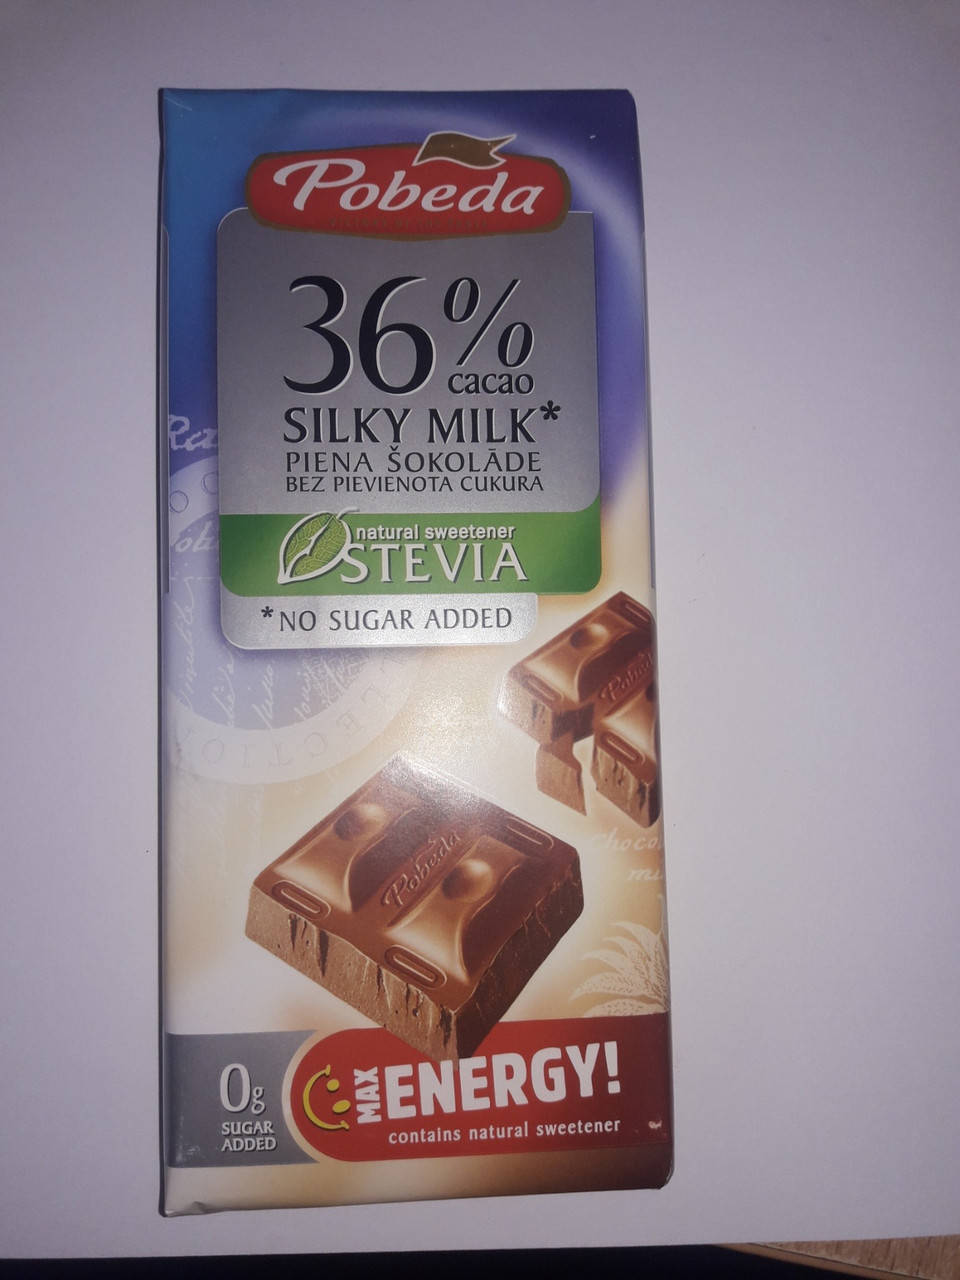 Pobeda
36%
cacao
SILKY MILK*
PIENA ŠOKOLĀDE
BEZ PIEVIENOTA CUKURA
natural sweetener
STEVIA
*NO SUGAR ADDED
Pobeda
Pobeda
0g
SUGAR
ADDED
MAX
ENERGY!
contains natural sweetener